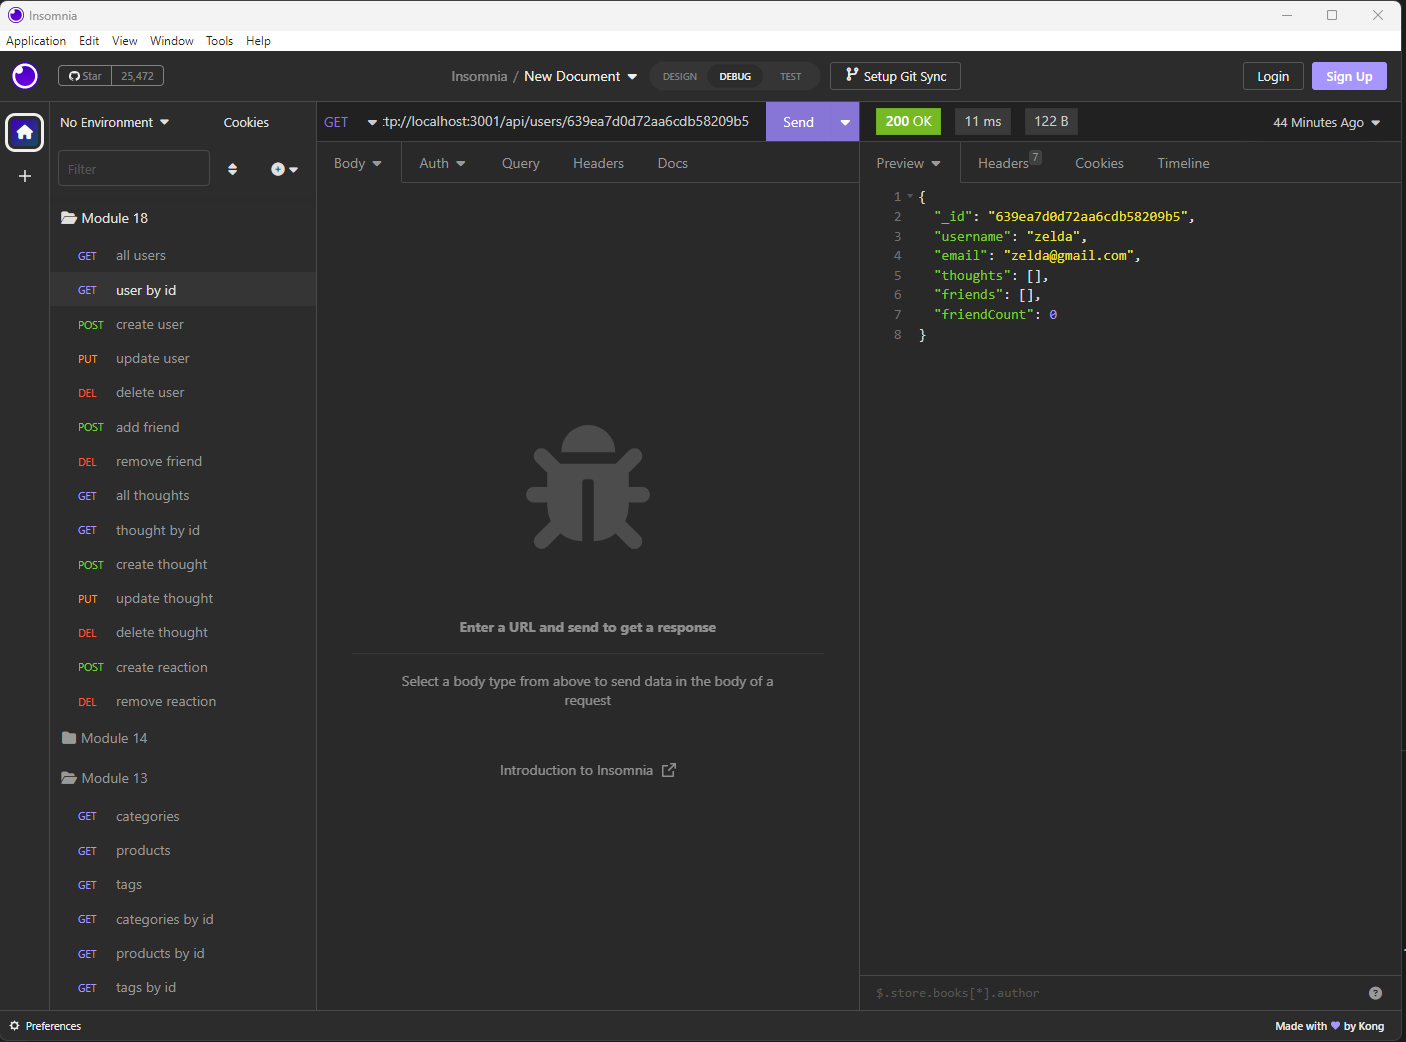 Insomnia
Application Edit View Window Tools Help
Star 25,472
Insomnia / New Document
DESIGN DEBUG TEST
Setup Git Sync
Login
Sign Up
No Environment
Cookies
Filter
Module 18
GET all users
GET user by id
POST create user
PUT update user
DEL delete user
POST add friend
DEL remove friend
GET all thoughts
GET thought by id
POST create thought
PUT update thought
DEL delete thought
POST create reaction
DEL remove reaction
Module 14
Module 13
GET categories
GET products
GET tags
GET categories by id
GET products by id
GET tags by id
GET :tp://localhost:3001/api/users/639ea7d0d72aa6cdb58209b5 Send
Body Auth Query Headers Docs
Enter a URL and send to get a response
Select a body type from above to send data in the body of a
request
Introduction to Insomnia
200 OK 11 ms 122 B 44 Minutes Ago
Preview Headers 7 Cookies Timeline
1 {
2 "_id": "639ea7d0d72aa6cdb58209b5",
3 "username": "zelda",
4 "email": "zelda@gmail.com",
5 "thoughts": [],
6 "friends": [],
7 "friendCount": 0
8 }
$.store.books[*].author
Preferences
Made with by Kong